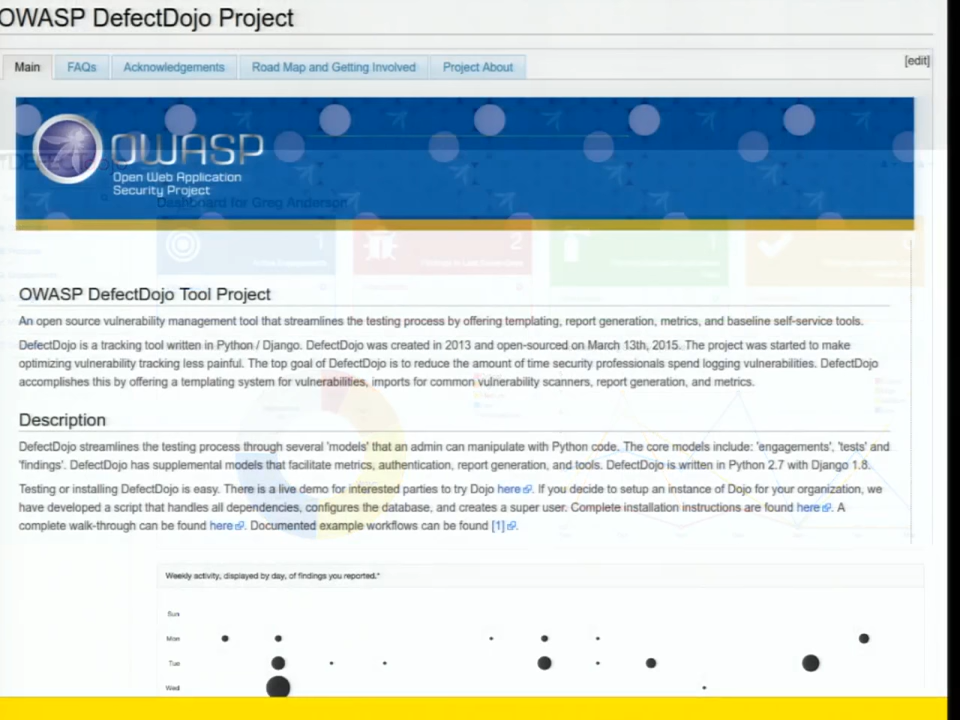 OWASP DefectDojo Project
Main
FAQs
Acknowledgements
Road Map and Getting Involved
Project About
[edit]
OWASP
Open Web Application
Security Project
Dashboard for Greg Anderson
1
2
1
OWASP DefectDojo Tool Project
An open source vulnerability management tool that streamlines the testing process by offering templating, report generation, metrics, and baseline self-service tools.
DefectDojo is a tracking tool written in Python / Django. DefectDojo was created in 2013 and open-sourced on March 13th, 2015. The project was started to make
optimizing vulnerability tracking less painful. The top goal of DefectDojo is to reduce the amount of time security professionals spend logging vulnerabilities. DefectDojo
accomplishes this by offering a templating system for vulnerabilities, imports for common vulnerability scanners, report generation, and metrics.
Description
DefectDojo streamlines the testing process through several 'models' that an admin can manipulate with Python code. The core models include: 'engagements', 'tests' and
'findings'. DefectDojo has supplemental models that facilitate metrics, authentication, report generation, and tools. DefectDojo is written in Python 2.7 with Django 1.8.
Testing or installing DefectDojo is easy. There is a live demo for interested parties to try Dojo here. If you decide to setup an instance of Dojo for your organization, we
have developed a script that handles all dependencies, configures the database, and creates a super user. Complete installation instructions are found here. A
complete walk-through can be found here. Documented example workflows can be found [1].
Weekly activity, displayed by day, of findings you reported.*
Sun
Mon
Tue
Wed